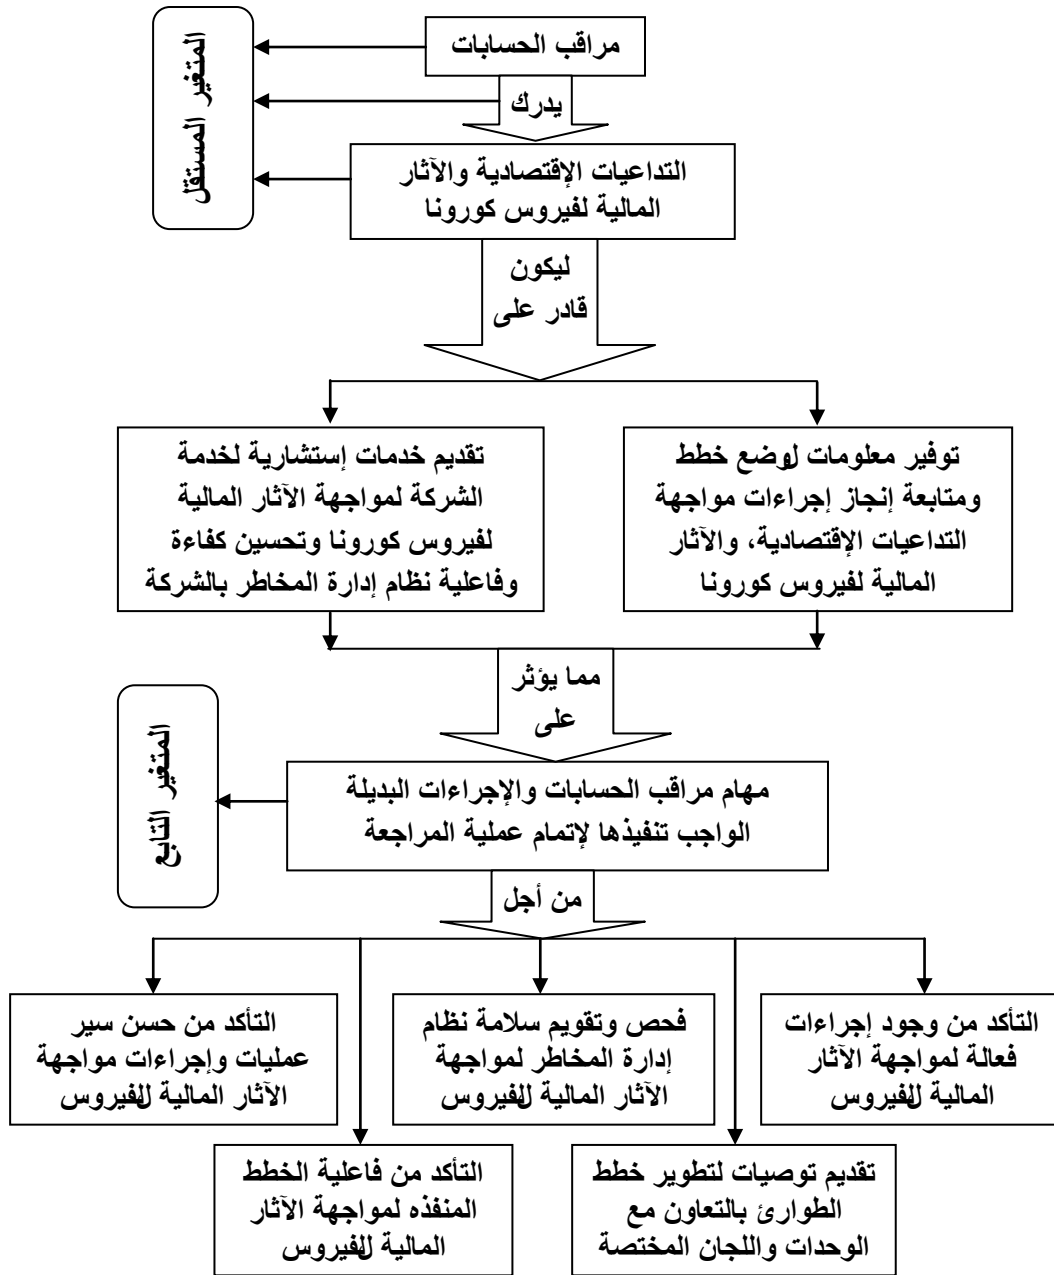 مراقب الحسابات
المتغير المستقل
يدرك
التداعيات الإقتصادية والآثار
المالية لفيروس كورونا
ليكون
قادر على
توفير معلومات لوضع خطط
ومتابعة إنجاز إجراءات مواجهة
التداعيات الإقتصادية، والآثار
المالية لفيروس كورونا
تقديم خدمات إستشارية لخدمة
الشركة لمواجهة الآثار المالية
لفيروس كورونا وتحسين كفاءة
وفاعلية نظام إدارة المخاطر بالشركة
مما يؤثر
على
مهام مراقب الحسابات والإجراءات البديلة
الواجب تنفيذها لإتمام عملية المراجعة
المتغير التابع
من أجل
التأكد من وجود إجراءات
فعالة لمواجهة الآثار
المالية للفيروس
فحص وتقويم سلامة نظام
إدارة المخاطر لمواجهة
الآثار المالية للفيروس
التأكد من حسن سير
عمليات وإجراءات مواجهة
الآثار المالية للفيروس
تقديم توصيات لتطوير خطط
الطوارئ بالتعاون مع
الوحدات واللجان المختصة
التأكد من فاعلية الخطط
المنفذه لمواجهة الآثار
المالية للفيروس